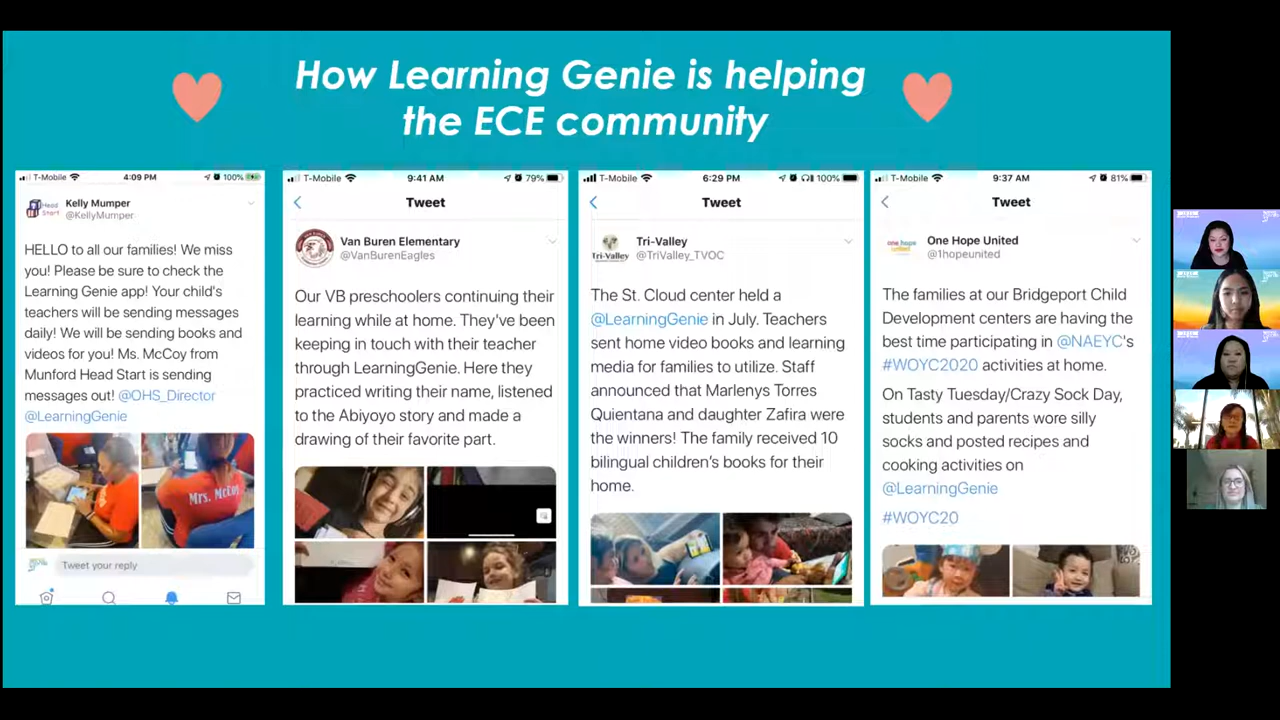 How Learning Genie is helping
the ECE community
T-Mobile
4:09 PM
100%
Head
Start
Kelly Mumper
@KellyMumper
HELLO to all our families! We miss
you! Please be sure to check the
Learning Genie app! Your child's
teachers will be sending messages
daily! We will be sending books and
videos for you! Ms. McCoy from
Munford Head Start is sending
messages out! @OHS_Director
@LearningGenie
Mrs. McCoy
Tweet your reply
T-Mobile
9:41 AM
79%
Tweet
Van Buren Elementary
@VanBurenEagles
Our VB preschoolers continuing their
learning while at home. They've been
keeping in touch with their teacher
through LearningGenie. Here they
practiced writing their name, listened
to the Abiyoyo story and made a
drawing of their favorite part.
T-Mobile
6:29 PM
100%
Tweet
Tri-Valley
Tri-Valley
@TriValley_TVOC
The St. Cloud center held a
@LearningGenie in July. Teachers
sent home video books and learning
media for families to utilize. Staff
announced that Marlenys Torres
Quientana and daughter Zafira were
the winners! The family received 10
bilingual children's books for their
home.
T-Mobile
9:37 AM
81%
Tweet
one hope
united
One Hope United
@1hopeunited
The families at our Bridgeport Child
Development centers are having the
best time participating in @NAEYC's
#WOYC2020 activities at home.
On Tasty Tuesday/Crazy Sock Day,
students and parents wore silly
socks and posted recipes and
cooking activities on
@LearningGenie
#WOYC20